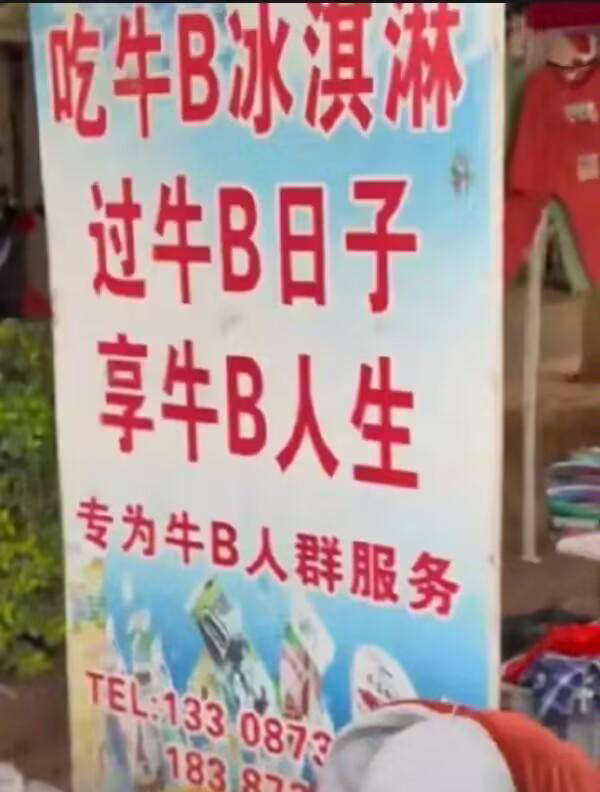 吃牛B冰淇淋
过牛B日子
享牛B人生
专为牛B人群服务
TEL:133 0873
183 873